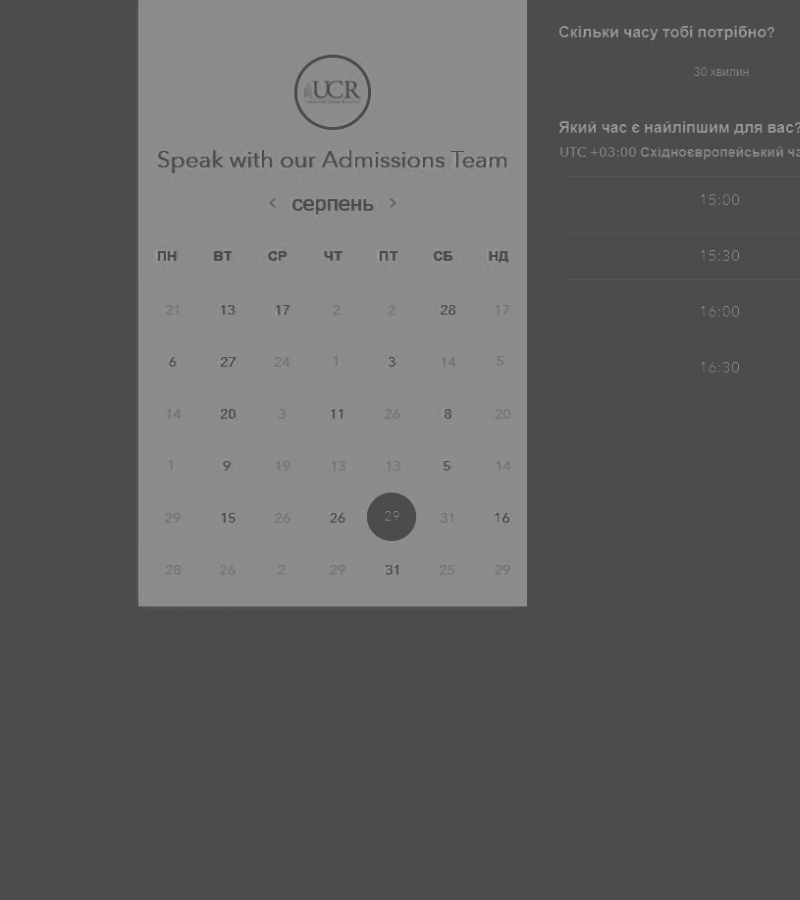 UCR
Speak with our Admissions Team
< серпень >
ПН ВТ СР ЧТ ПТ СБ НД
21 13 17 2 2 28 17
6 27 24 1 3 14 5
14 20 3 11 26 8 20
1 9 19 13 13 5 14
29 15 26 26 29 31 16
28 26 2 29 31 25 29
Скільки часу тобі потрібно?
30 хвилин
Який час є найліпшим для вас?
UTC +03:00 Східноєвропейський
15:00
15:30
16:00
16:30